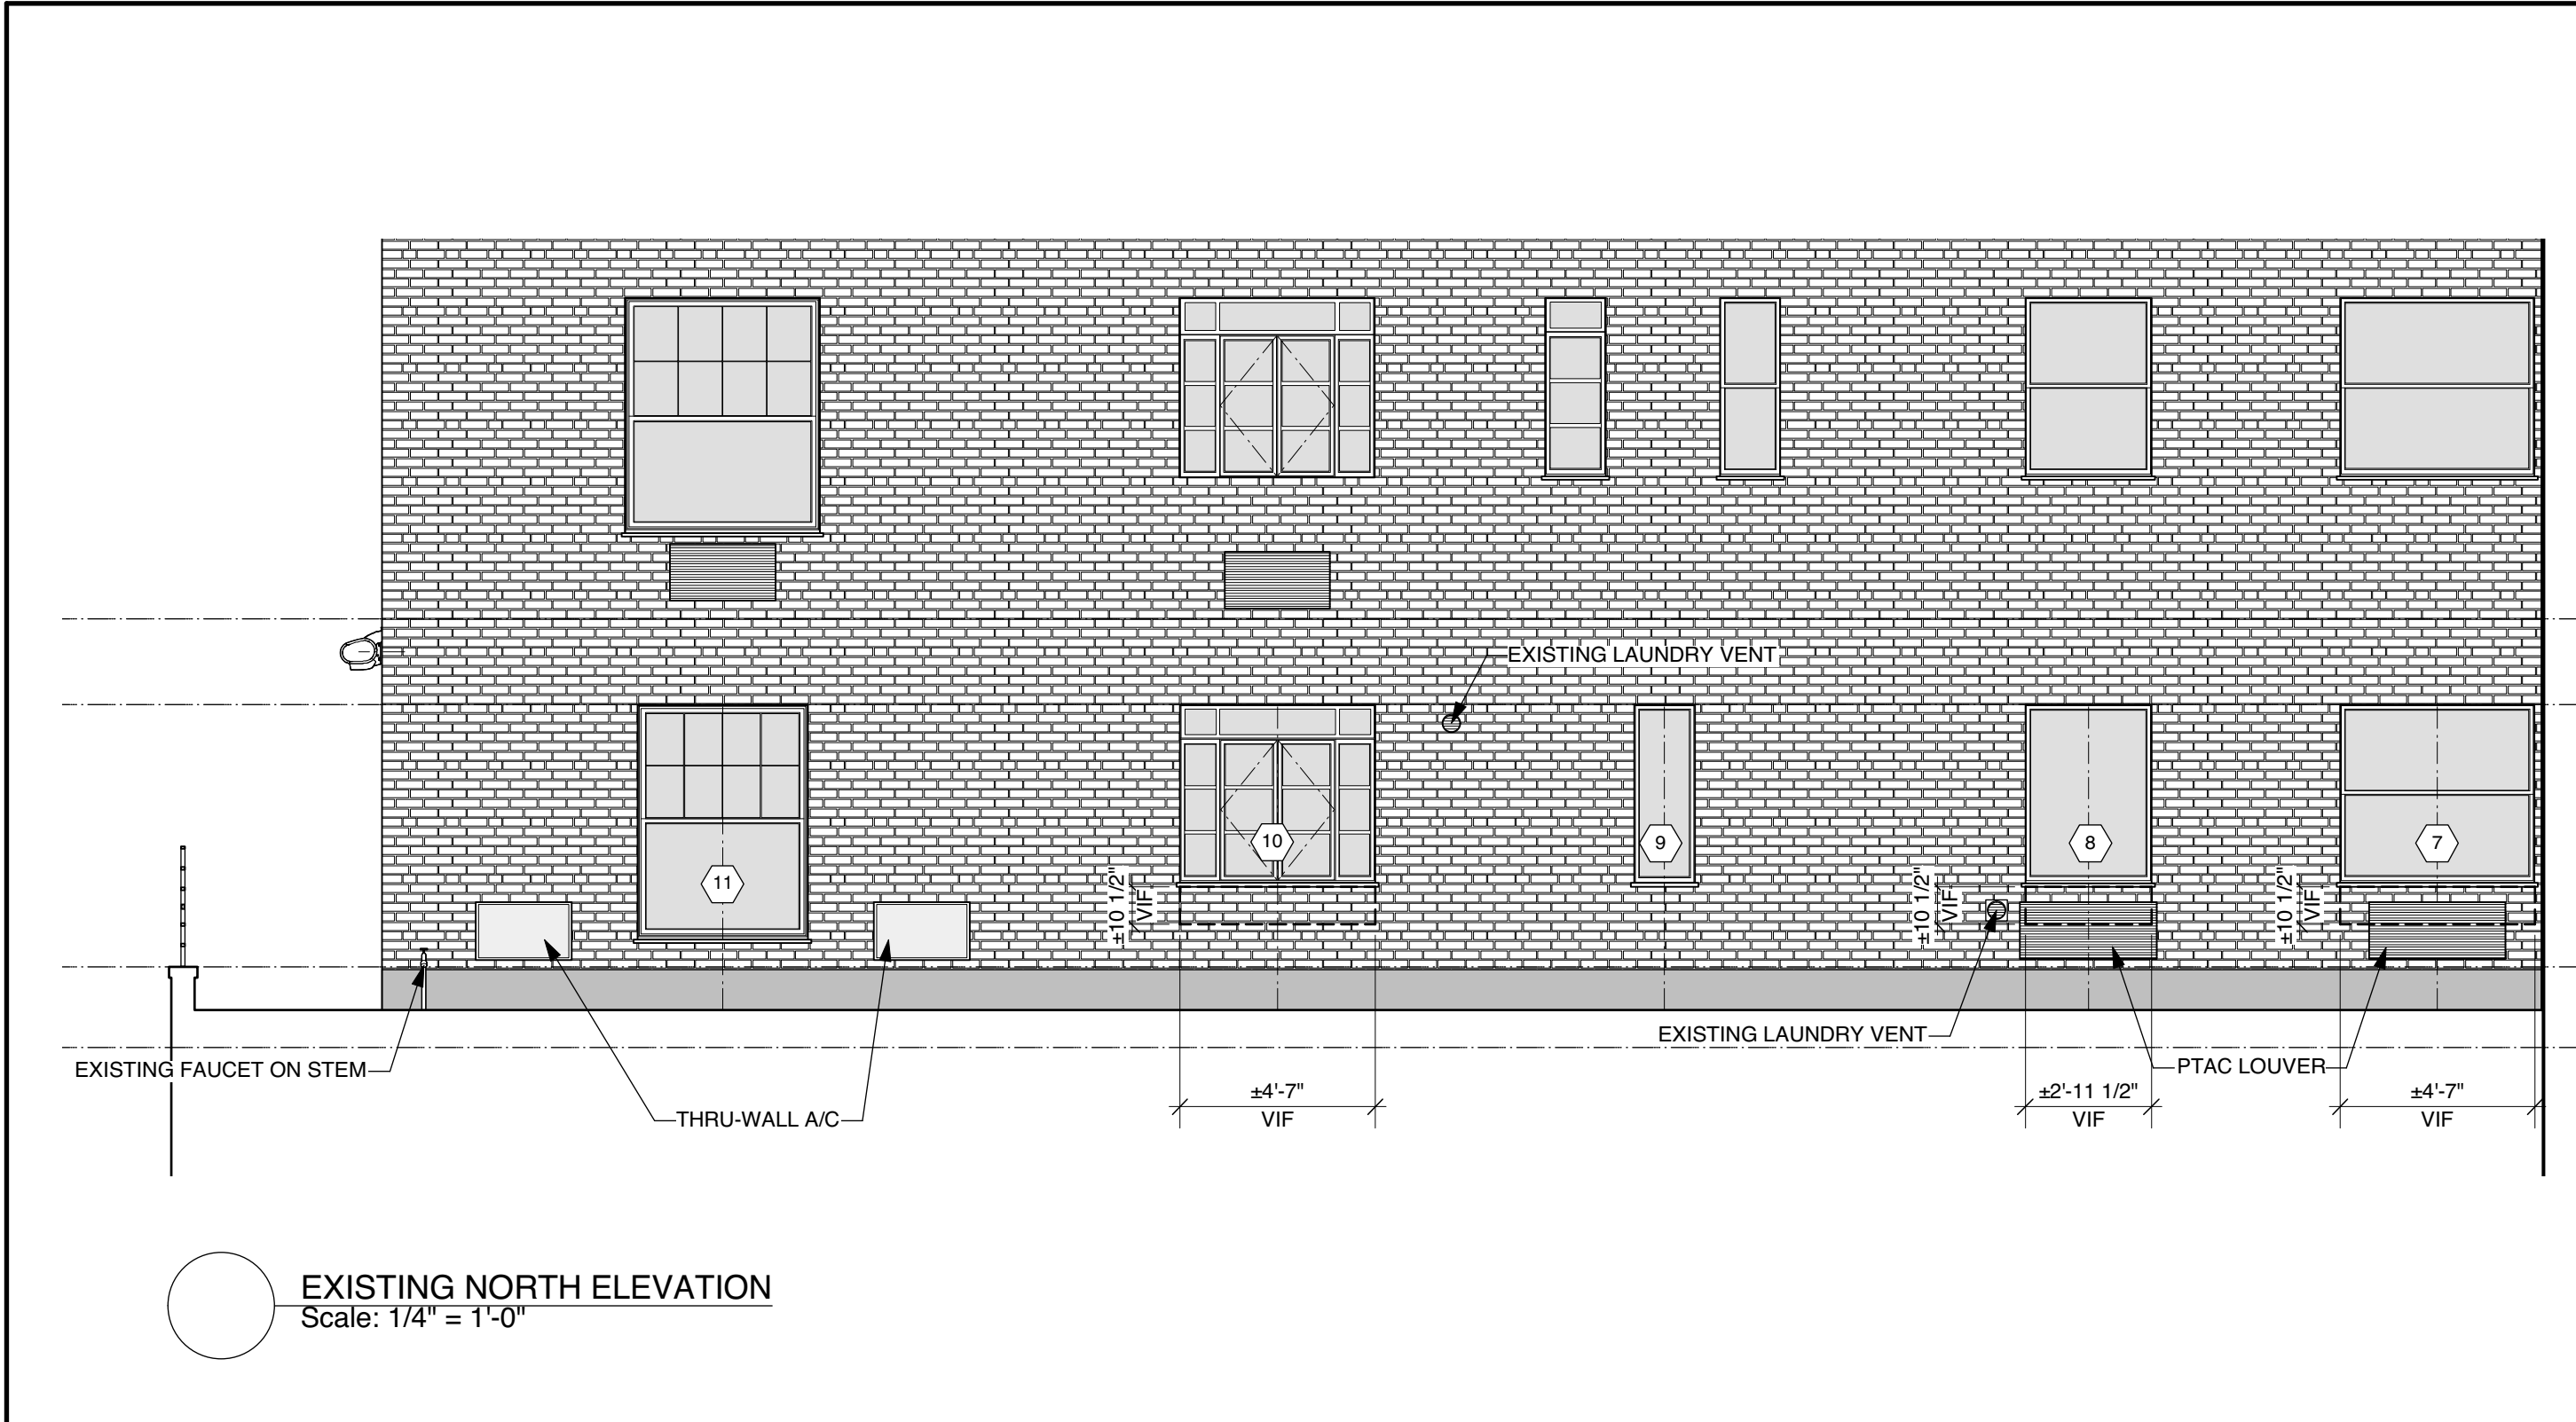 EXISTING LAUNDRY VENT
11
10
9
8
7
±10 1/2"
VIF
±10 1/2"
VIF
±10 1/2"
VIF
EXISTING LAUNDRY VENT
EXISTING FAUCET ON STEM
PTAC LOUVER
THRU-WALL A/C
±4'-7"
VIF
±2'-11 1/2"
VIF
±4'-7"
VIF
EXISTING NORTH ELEVATION
Scale: 1/4" = 1'-0"